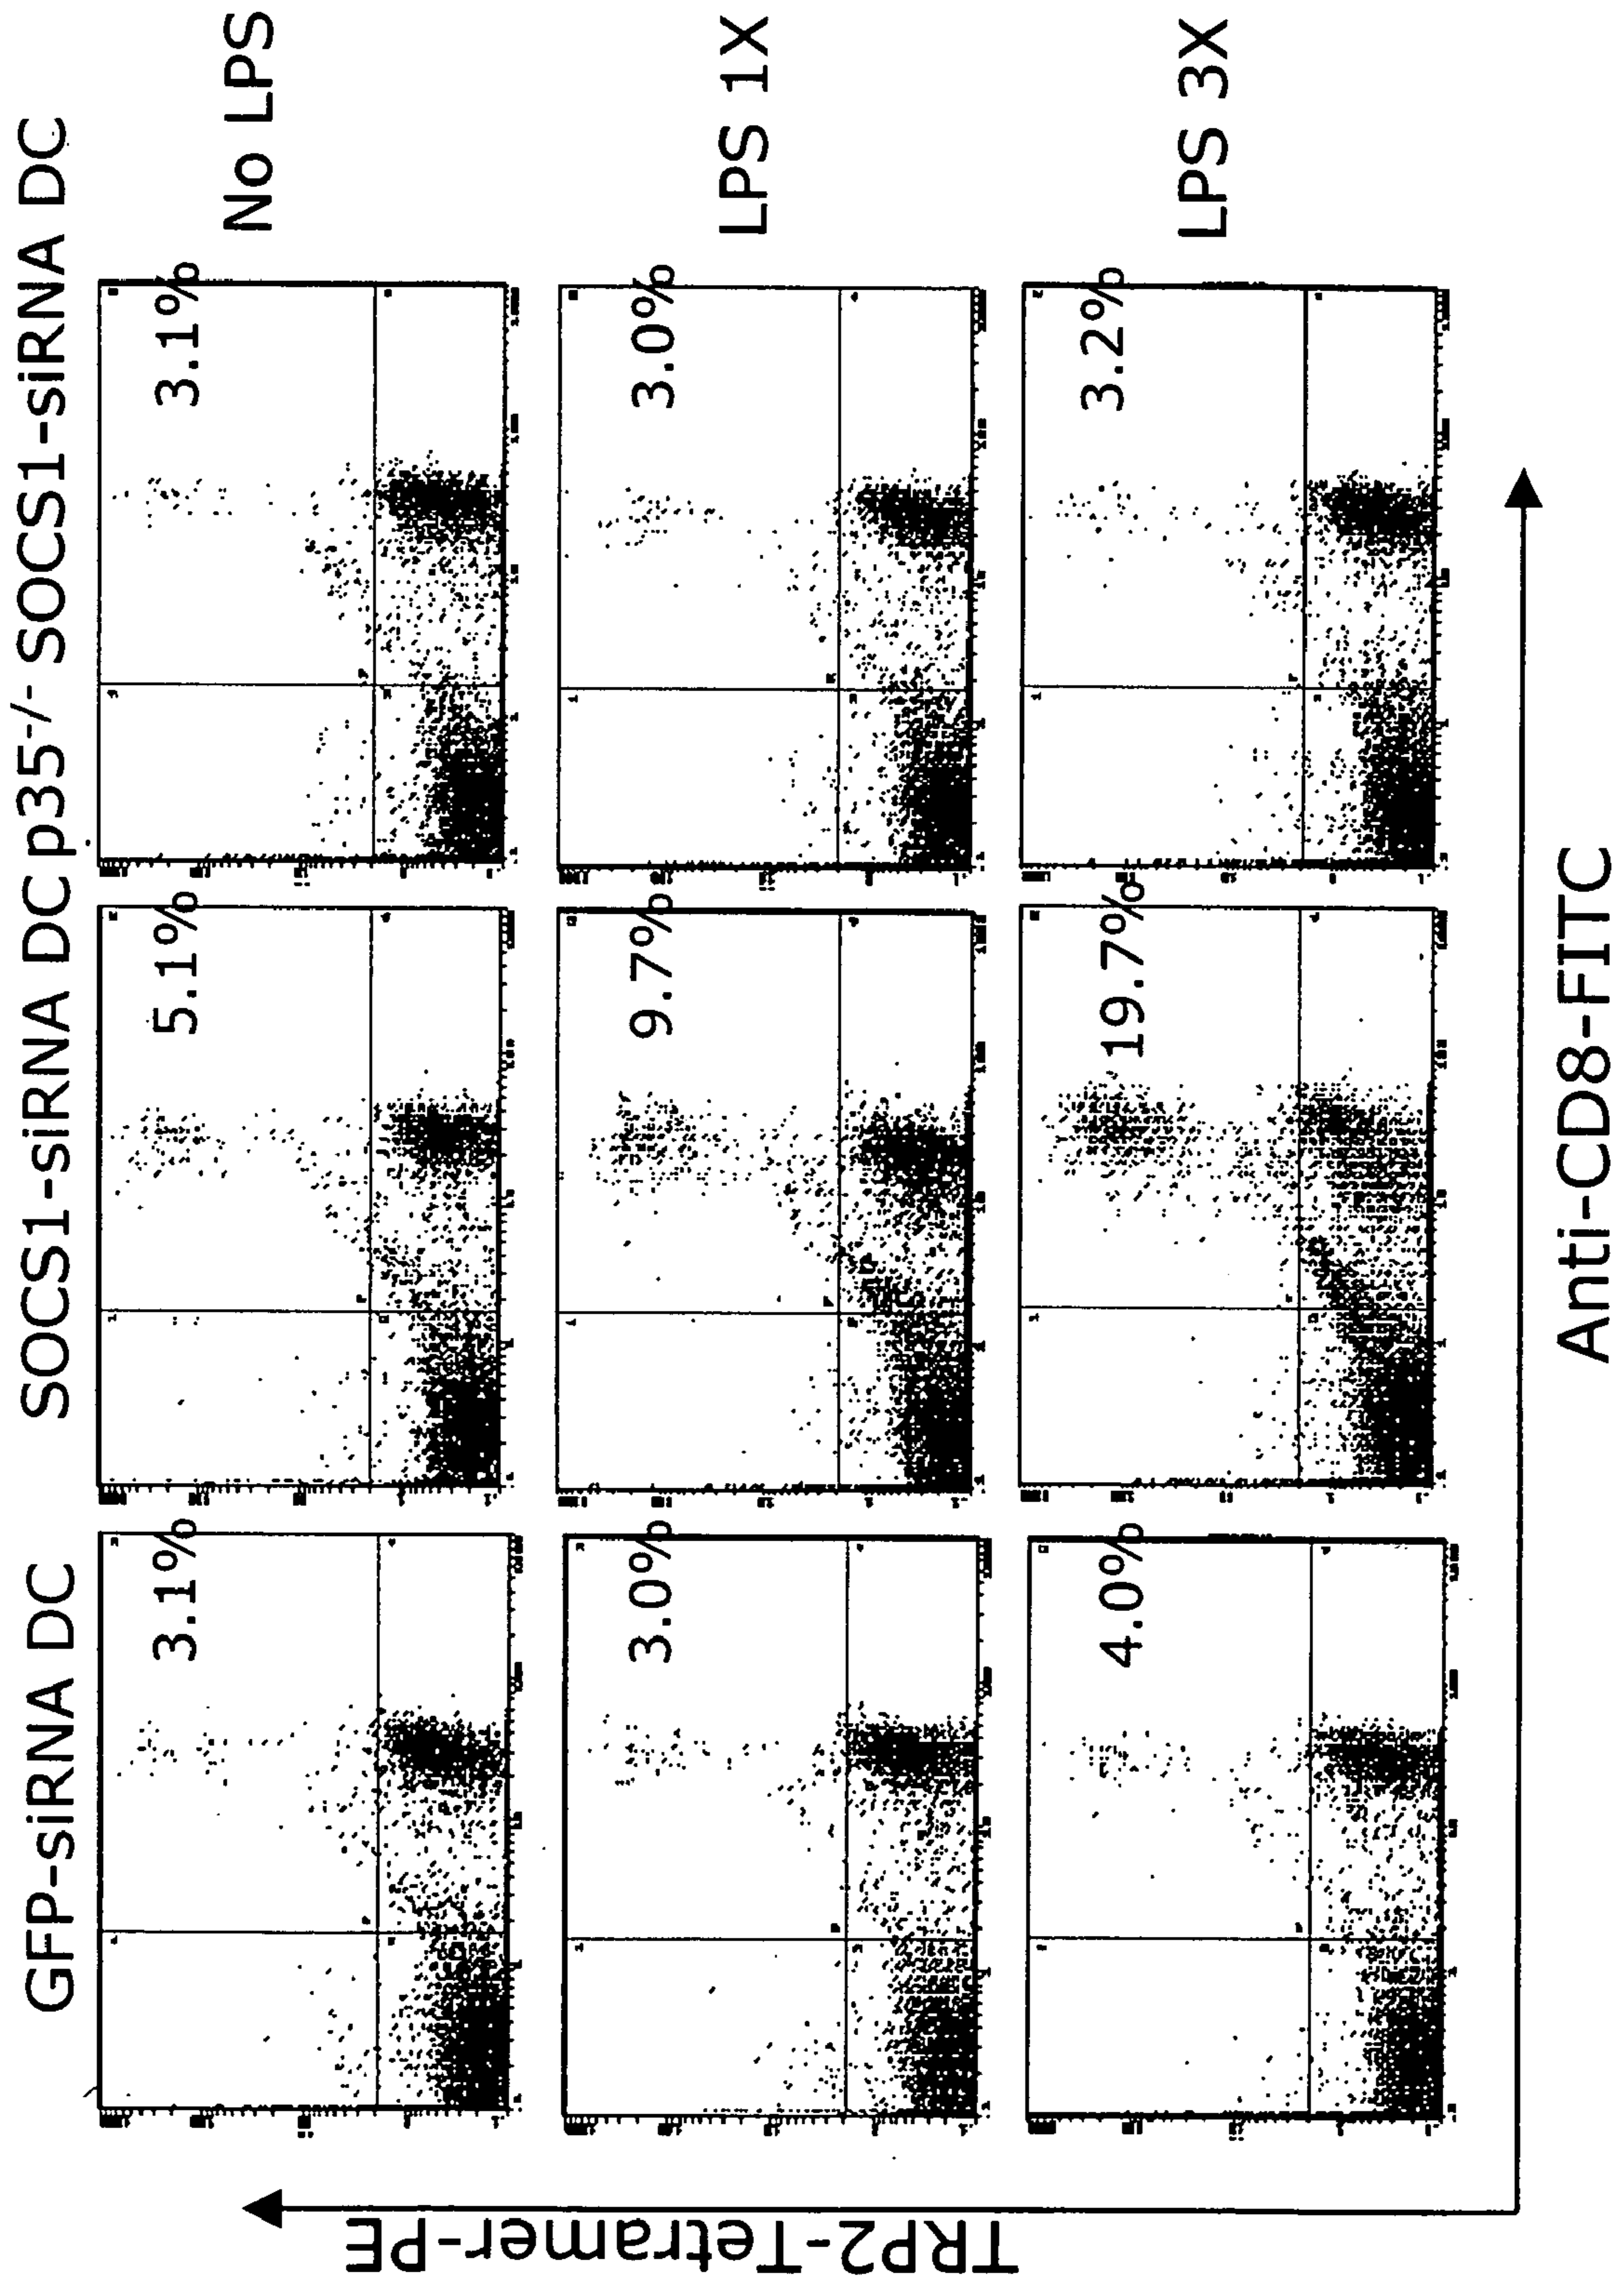 GFP-siRNA DC
SOCS1-siRNA DC
p35-/- SOCS1-siRNA DC
3.1%
5.1%
3.1%
No LPS
3.0%
9.7%
3.0%
LPS 1X
4.0%
19.7%
3.2%
LPS 3X
TRP2-Tetramer-PE
Anti-CD8-FITC